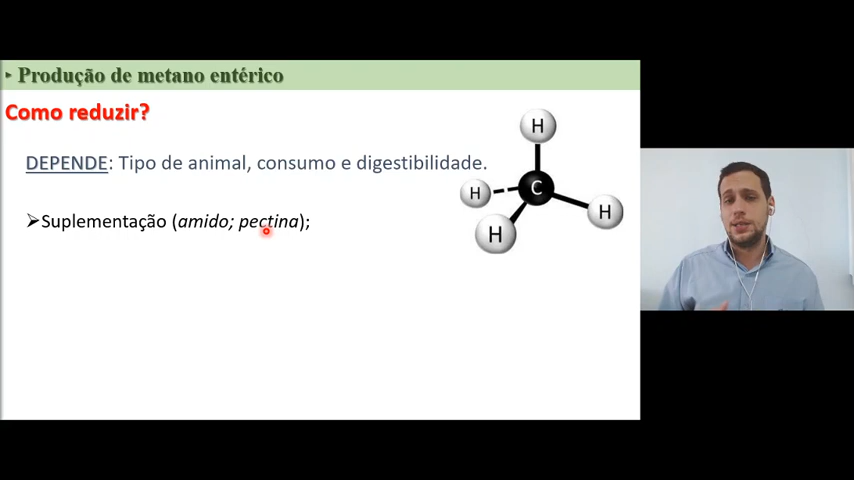 ‣ Produção de metano entérico
Como reduzir?
DEPENDE: Tipo de animal, consumo e digestibilidade.
➢Suplementação (amido; pectina);
H
H
C
H
H